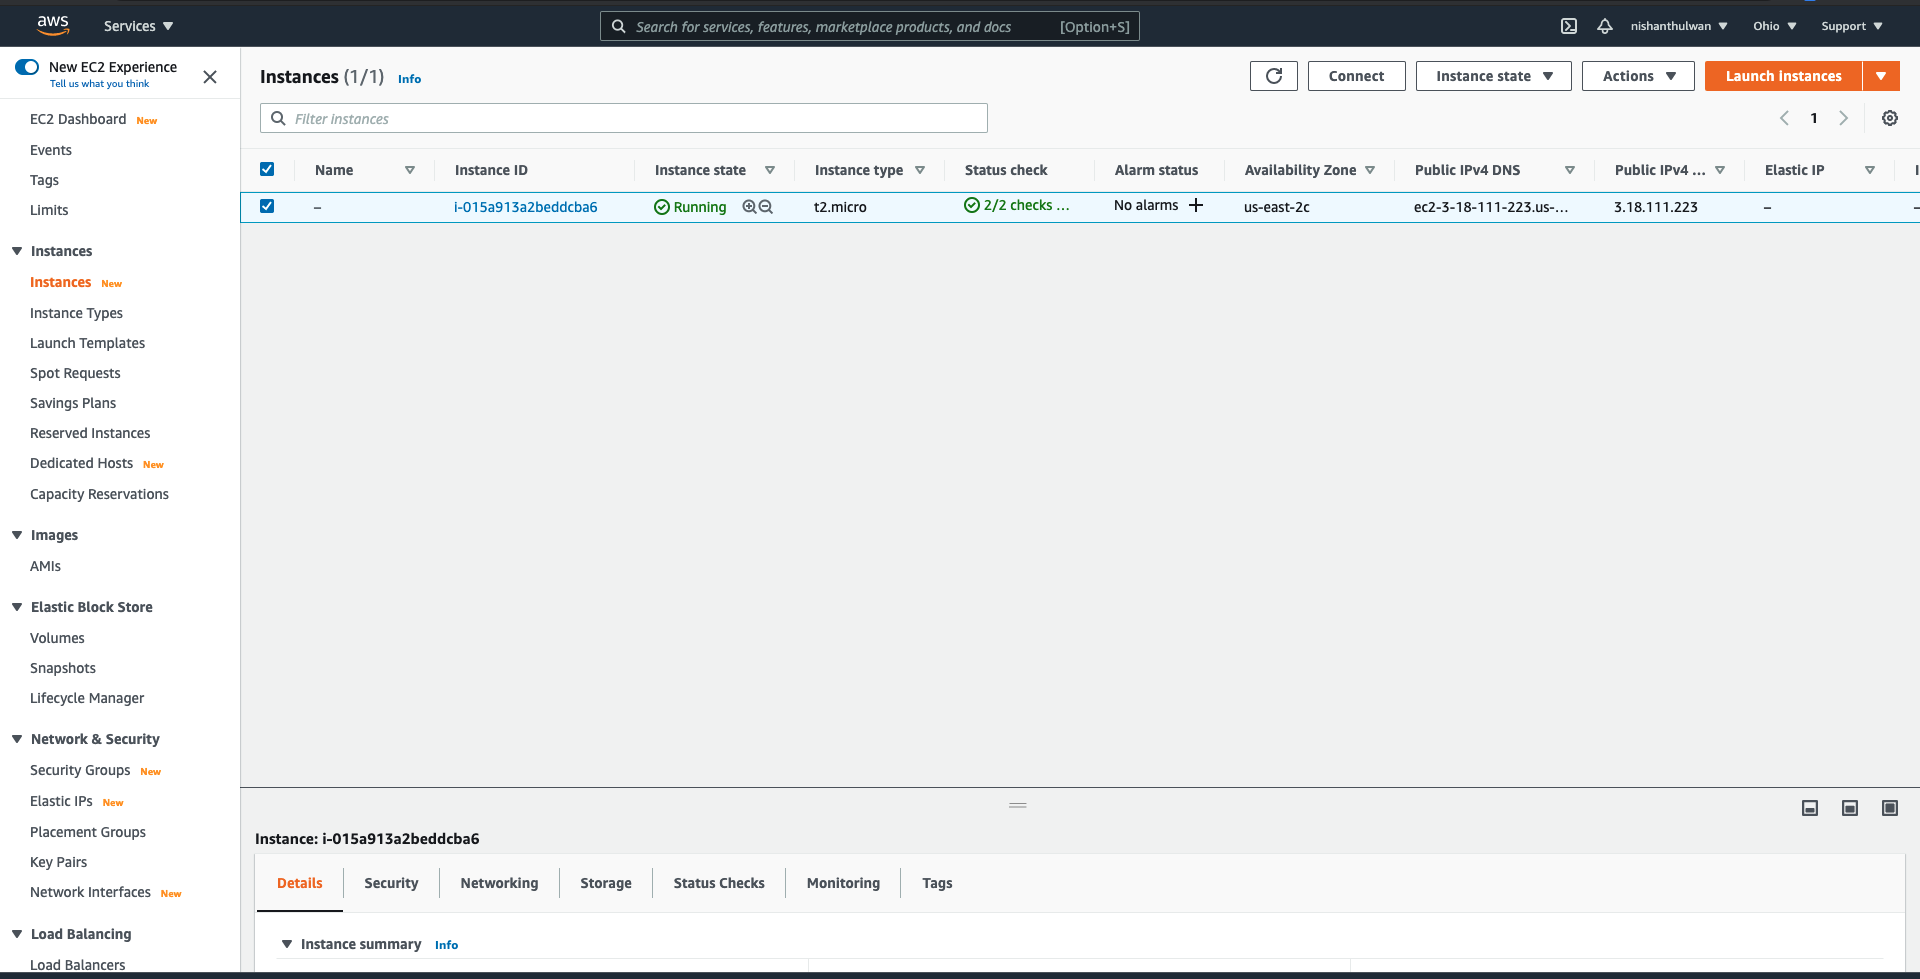 aws Services Search for services, features, marketplace products, and docs [Option+S] nishanthulwan Ohio Support
New EC2 Experience
Tell us what you think
EC2 Dashboard New
Events
Tags
Limits
Instances
Instances New
Instance Types
Launch Templates
Spot Requests
Savings Plans
Reserved Instances
Dedicated Hosts New
Capacity Reservations
Images
AMIs
Elastic Block Store
Volumes
Snapshots
Lifecycle Manager
Network & Security
Security Groups New
Elastic IPs New
Placement Groups
Key Pairs
Network Interfaces New
Load Balancing
Load Balancers
Instances (1/1) Info Connect Instance state Actions Launch instances
Filter instances 1
Name Instance ID Instance state Instance type Status check Alarm status Availability Zone Public IPv4 DNS Public IPv4 ... Elastic IP
– i-015a913a2beddcba6 Running t2.micro 2/2 checks ... No alarms us-east-2c ec2-3-18-111-223.us-... 3.18.111.223 –
Instance: i-015a913a2beddcba6
Details Security Networking Storage Status Checks Monitoring Tags
Instance summary Info